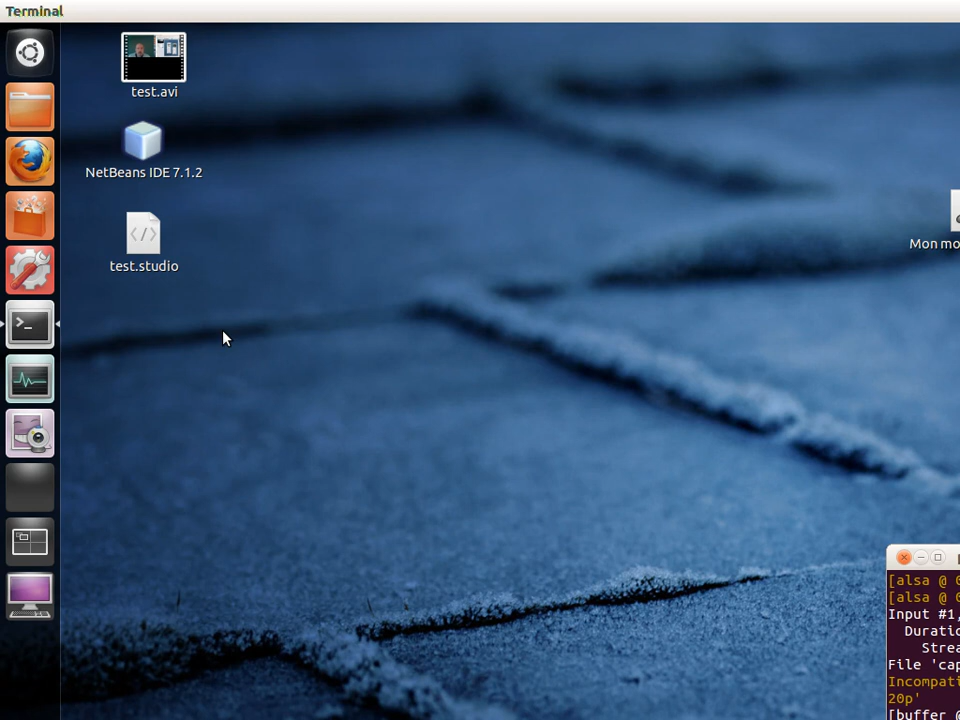 Terminal
test.avi
NetBeans IDE 7.1.2
test.studio
Mon mo
[alsa @ 0
[alsa @ 0
Input #1,
Duratio
Strea
File 'cap
Incompati
20p'
[buffer @